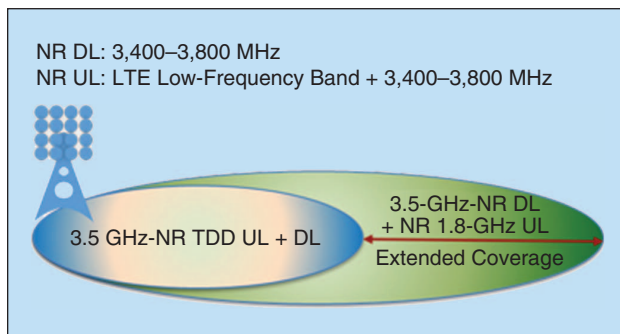 NR DL: 3,400–3,800 MHz
NR UL: LTE Low-Frequency Band + 3,400–3,800 MHz
3.5 GHz-NR TDD UL + DL
3.5-GHz-NR DL
+ NR 1.8-GHz UL
Extended Coverage